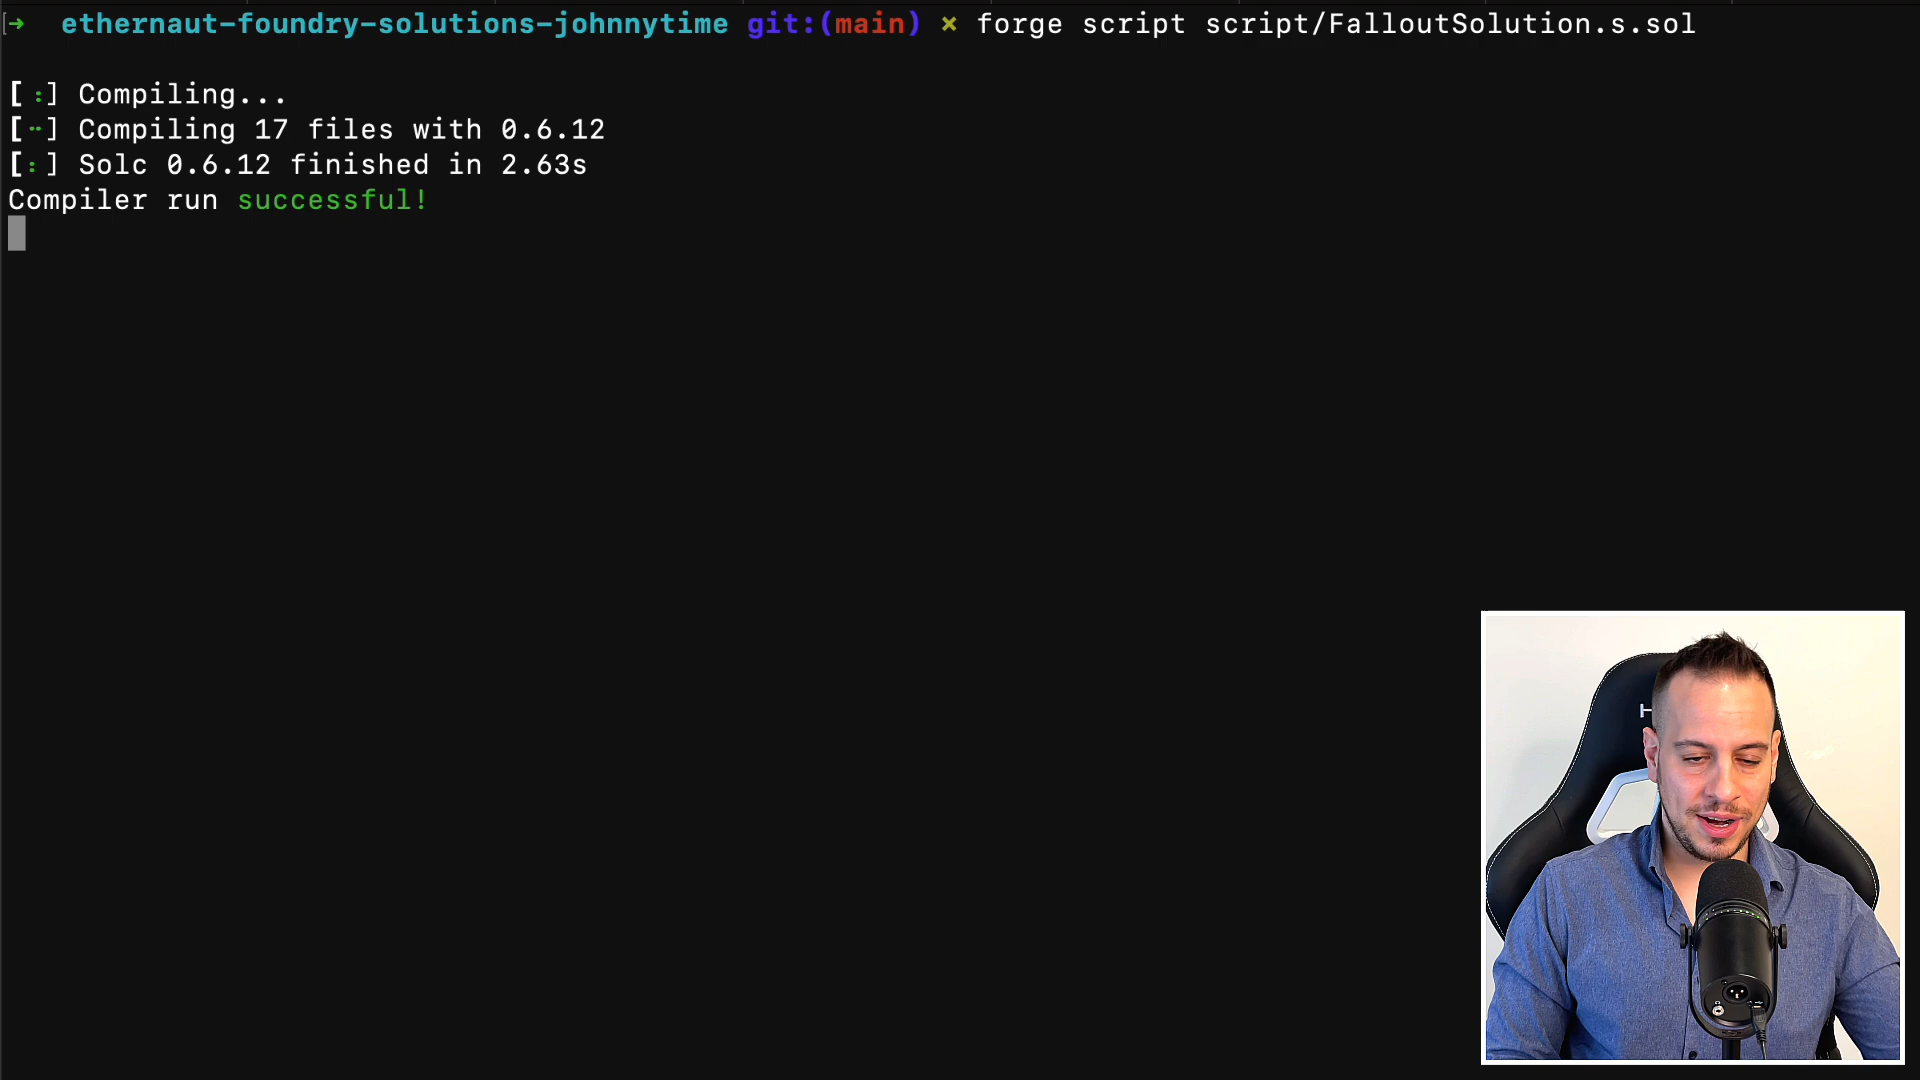 → ethernaut-foundry-solutions-johnnytime git:(main) × forge script script/FalloutSolution.s.sol
[:] Compiling...
[··] Compiling 17 files with 0.6.12
[:] Solc 0.6.12 finished in 2.63s
Compiler run successful!